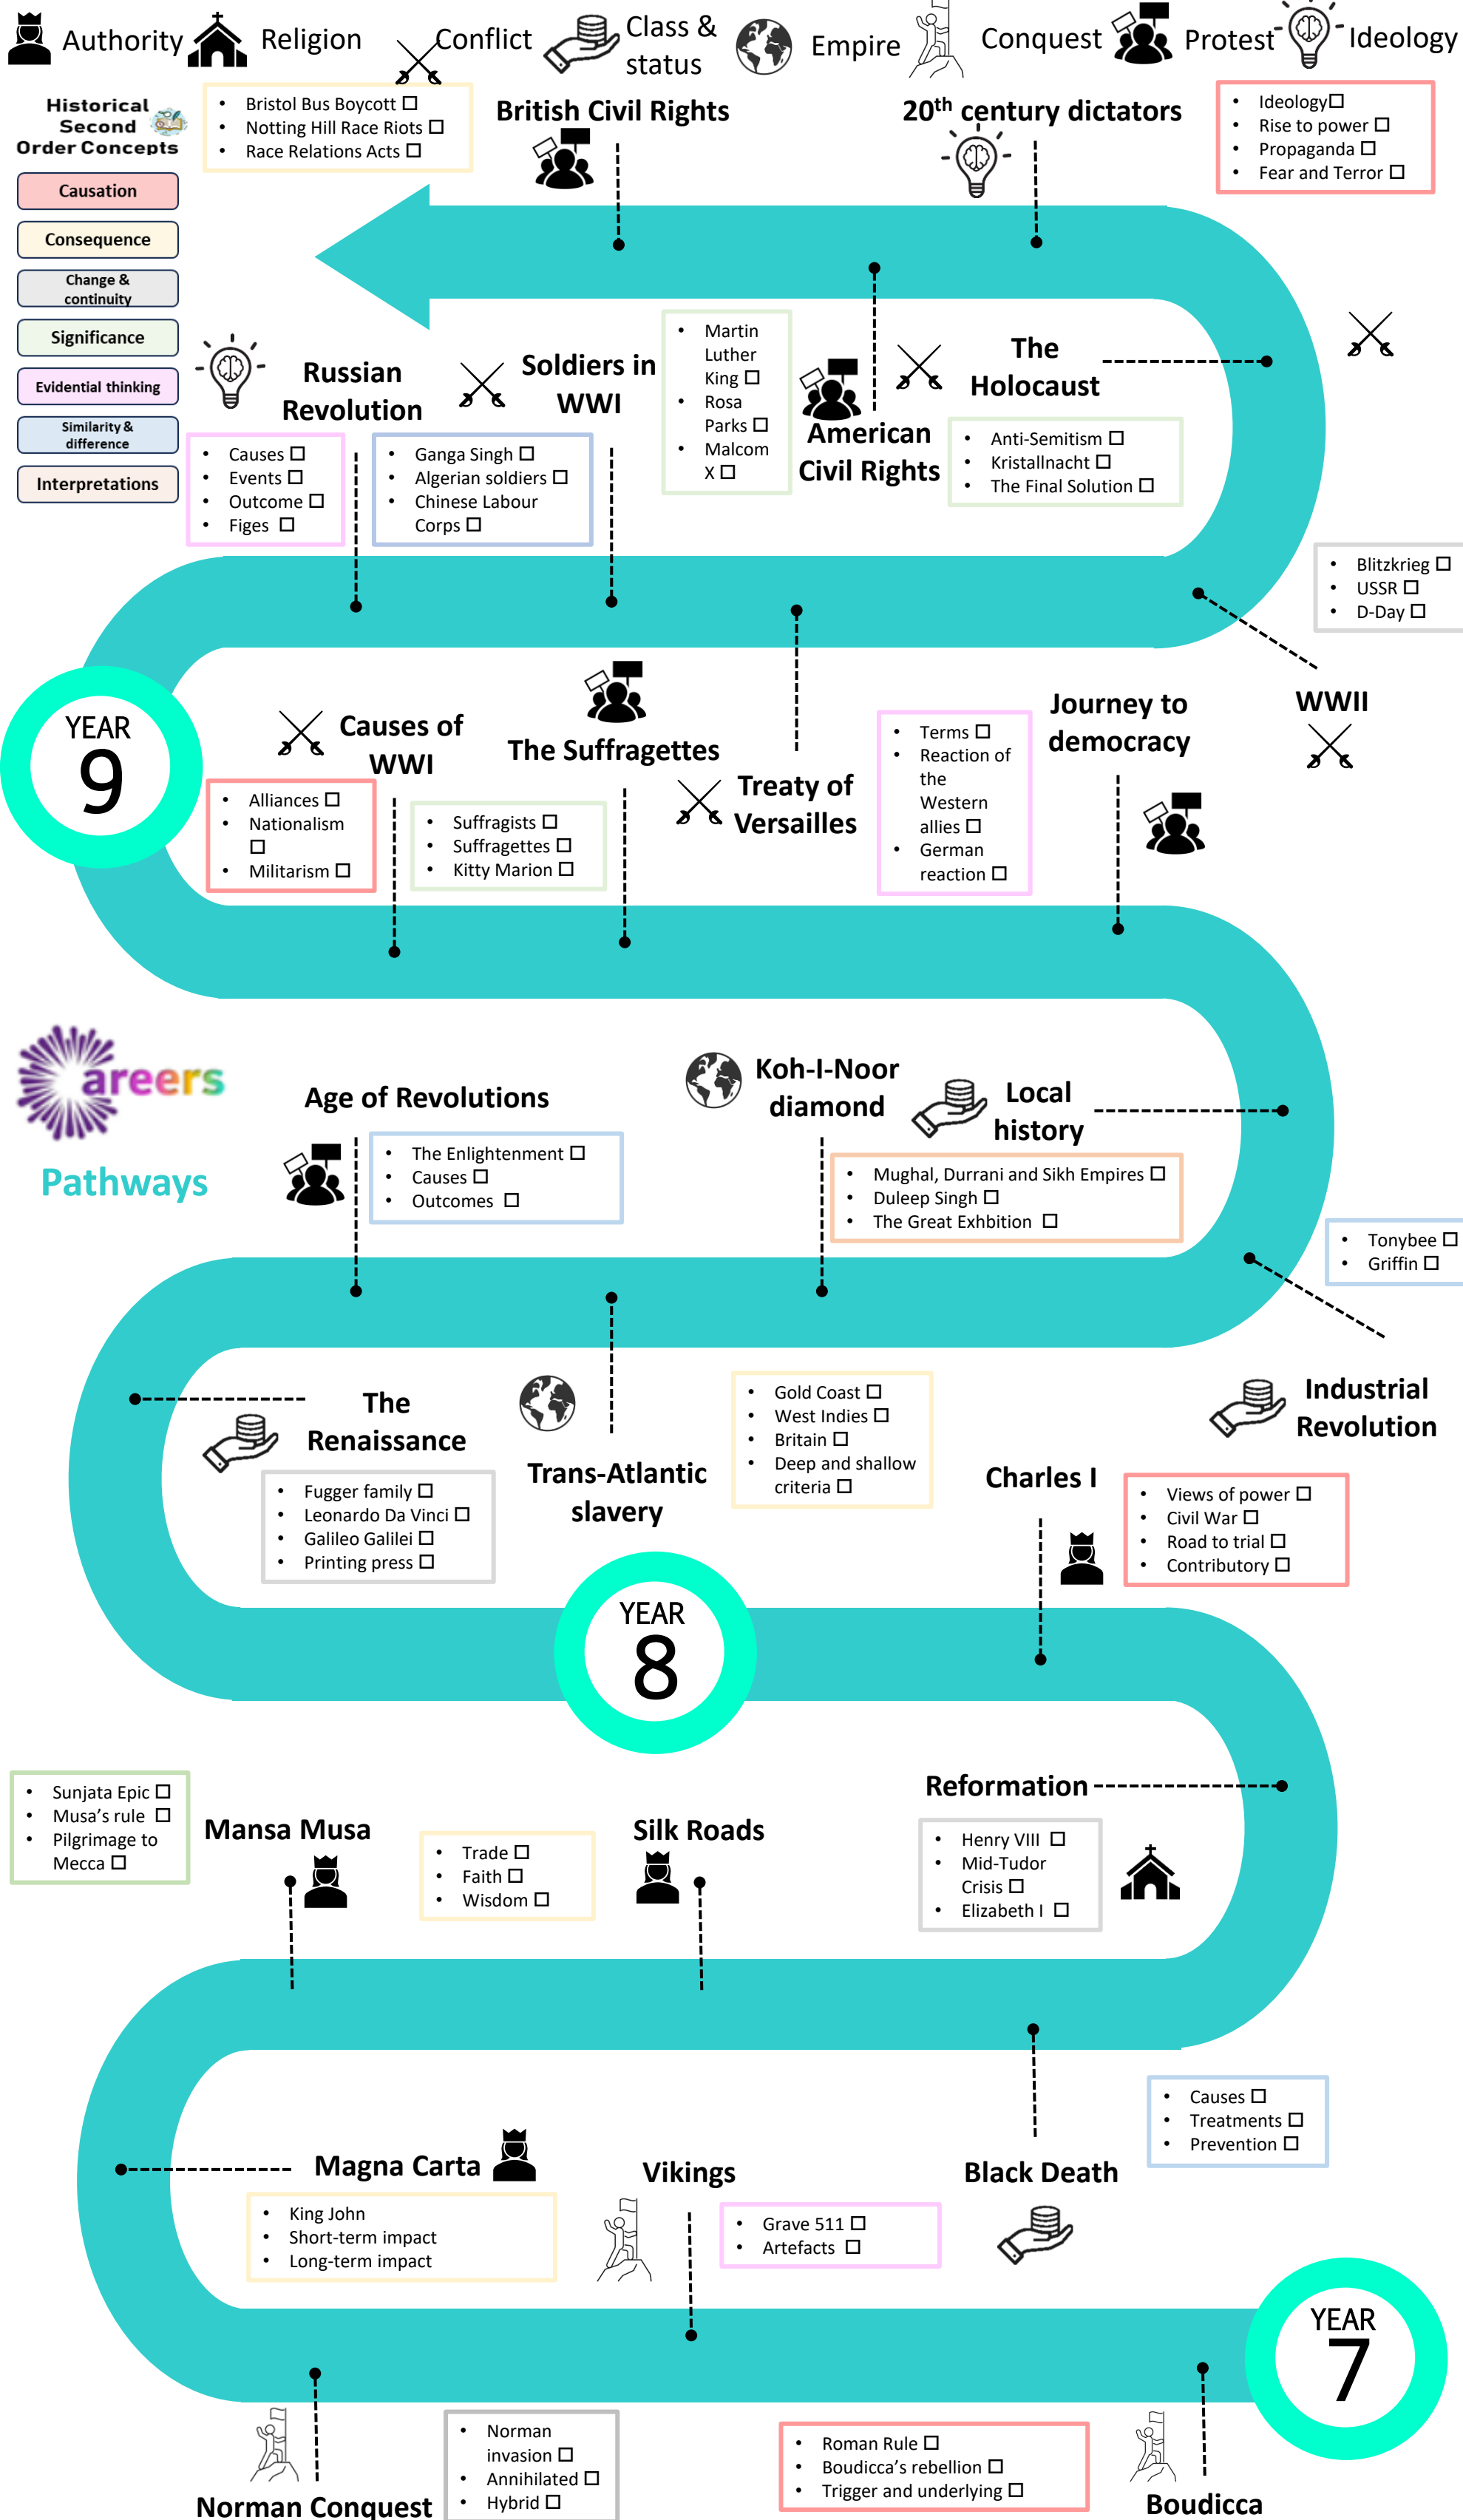 Authority
Religion
Conflict
Class &
status
Empire
Conquest
Protest
Ideology
Historical
Second
Order Concepts
Causation
Consequence
Change &
continuity
Significance
Evidential thinking
Similarity &
difference
Interpretations
• Bristol Bus Boycott ☐
• Notting Hill Race Riots ☐
• Race Relations Acts ☐
British Civil Rights
20th century dictators
• Ideology☐
• Rise to power ☐
• Propaganda ☐
• Fear and Terror ☐
Russian
Revolution
• Causes ☐
• Events ☐
• Outcome ☐
• Figes ☐
Soldiers in
WWI
• Ganga Singh ☐
• Algerian soldiers ☐
• Chinese Labour
Corps ☐
• Martin
Luther
King ☐
• Rosa
Parks ☐
• Malcom
X ☐
American
Civil Rights
The
Holocaust
• Anti-Semitism ☐
• Kristallnacht ☐
• The Final Solution ☐
• Blitzkrieg ☐
• USSR ☐
• D-Day ☐
YEAR
9
Causes of
WWI
• Alliances ☐
• Nationalism
☐
• Militarism ☐
The Suffragettes
• Suffragists ☐
• Suffragettes ☐
• Kitty Marion ☐
Treaty of
Versailles
• Terms ☐
• Reaction of
the
Western
allies ☐
• German
reaction ☐
Journey to
democracy
WWII
Careers
Pathways
Age of Revolutions
• The Enlightenment ☐
• Causes ☐
• Outcomes ☐
Koh-I-Noor
diamond
Local
history
• Mughal, Durrani and Sikh Empires ☐
• Duleep Singh ☐
• The Great Exhbition ☐
• Tonybee ☐
• Griffin ☐
The
Renaissance
• Fugger family ☐
• Leonardo Da Vinci ☐
• Galileo Galilei ☐
• Printing press ☐
Trans-Atlantic
slavery
• Gold Coast ☐
• West Indies ☐
• Britain ☐
• Deep and shallow
criteria ☐
Industrial
Revolution
Charles I
• Views of power ☐
• Civil War ☐
• Road to trial ☐
• Contributory ☐
YEAR
8
• Sunjata Epic ☐
• Musa's rule ☐
• Pilgrimage to
Mecca ☐
Mansa Musa
• Trade ☐
• Faith ☐
• Wisdom ☐
Silk Roads
Reformation
• Henry VIII ☐
• Mid-Tudor
Crisis ☐
• Elizabeth I ☐
• Causes ☐
• Treatments ☐
• Prevention ☐
Magna Carta
• King John
• Short-term impact
• Long-term impact
Vikings
• Grave 511 ☐
• Artefacts ☐
Black Death
YEAR
7
Norman Conquest
• Norman
invasion ☐
• Annihilated ☐
• Hybrid ☐
• Roman Rule ☐
• Boudicca's rebellion ☐
• Trigger and underlying ☐
Boudicca